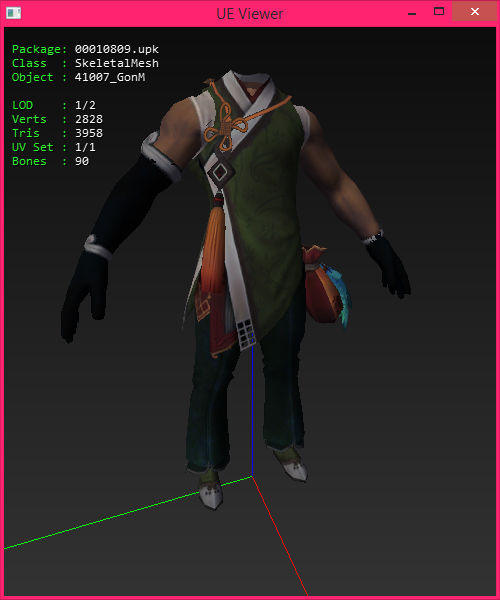 UE Viewer
Package: 00010809.upk
Class : SkeletalMesh
Object : 41007_GonM
LOD : 1/2
Verts : 2828
Tris : 3958
UV Set : 1/1
Bones : 90